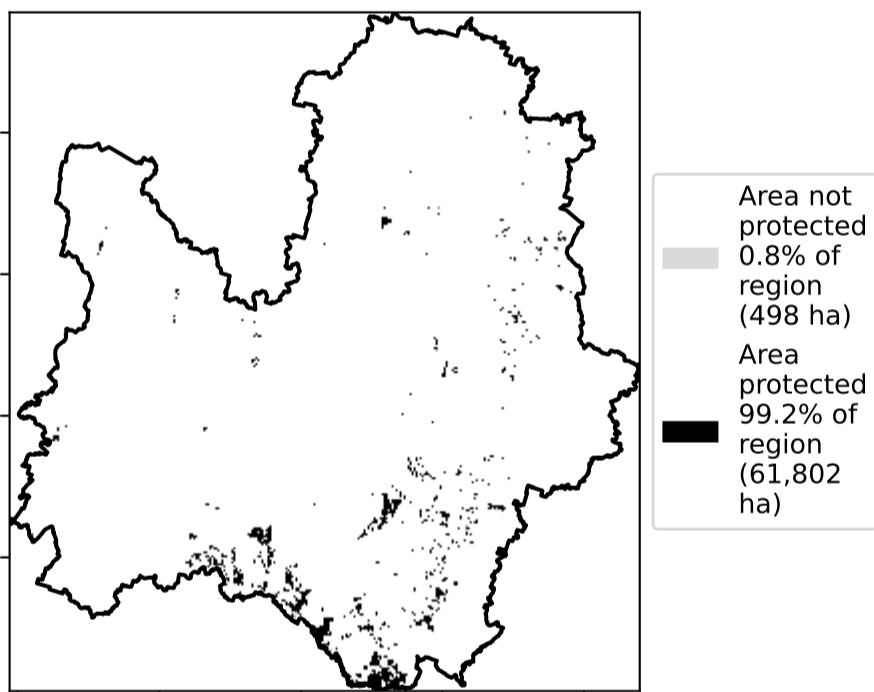 Area not
protected
0.8% of
region
(498 ha)
Area
protected
99.2% of
region
(61,802
ha)